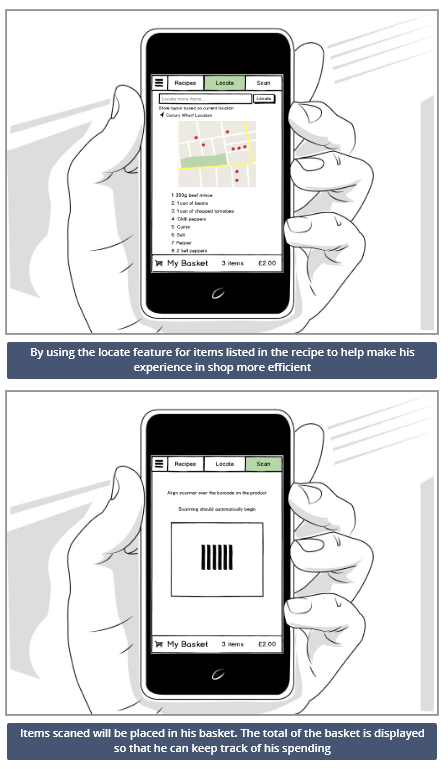 Recipes Locate Scan
Locate more items... Locate
Store layout based on current location
Canary Wharf Location
1. 350g beef mince
2. 1 can of beans
3. 1 can of chopped tomatoes
4. Chilli peppers
5. Cumin
6. Salt
7. Pepper
8. 2 bell peppers
My Basket 3 items £2.00
By using the locate feature for items listed in the recipe to help make his
experience in shop more efficient
Recipes Locate Scan
Align scanner over the barcode on the product
Scanning should automatically begin
My Basket 3 items £2.00
Items scaned will be placed in his basket. The total of the basket is displayed
so that he can keep track of his spending